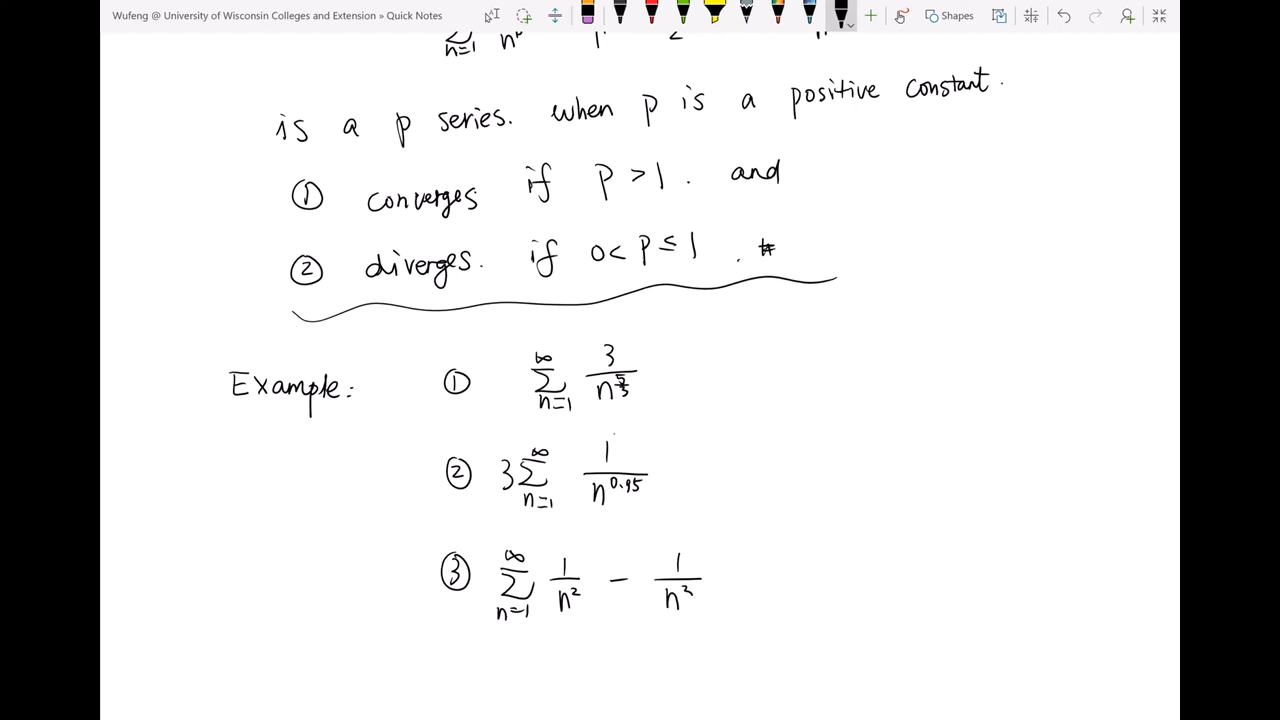 Wufeng @ University of Wisconsin Colleges and Extension » Quick Notes
Shapes
n=1
is a p series. when p is a positive constant.
① converges if p > 1. and
② diverges. if 0 < p ≤ 1.
Example: ① ∑_{n=1}^{∞} 3/n
② 3∑_{n=1}^{∞} 1/n^{0.95}
③ ∑_{n=1}^{∞} 1/n² − 1/n³